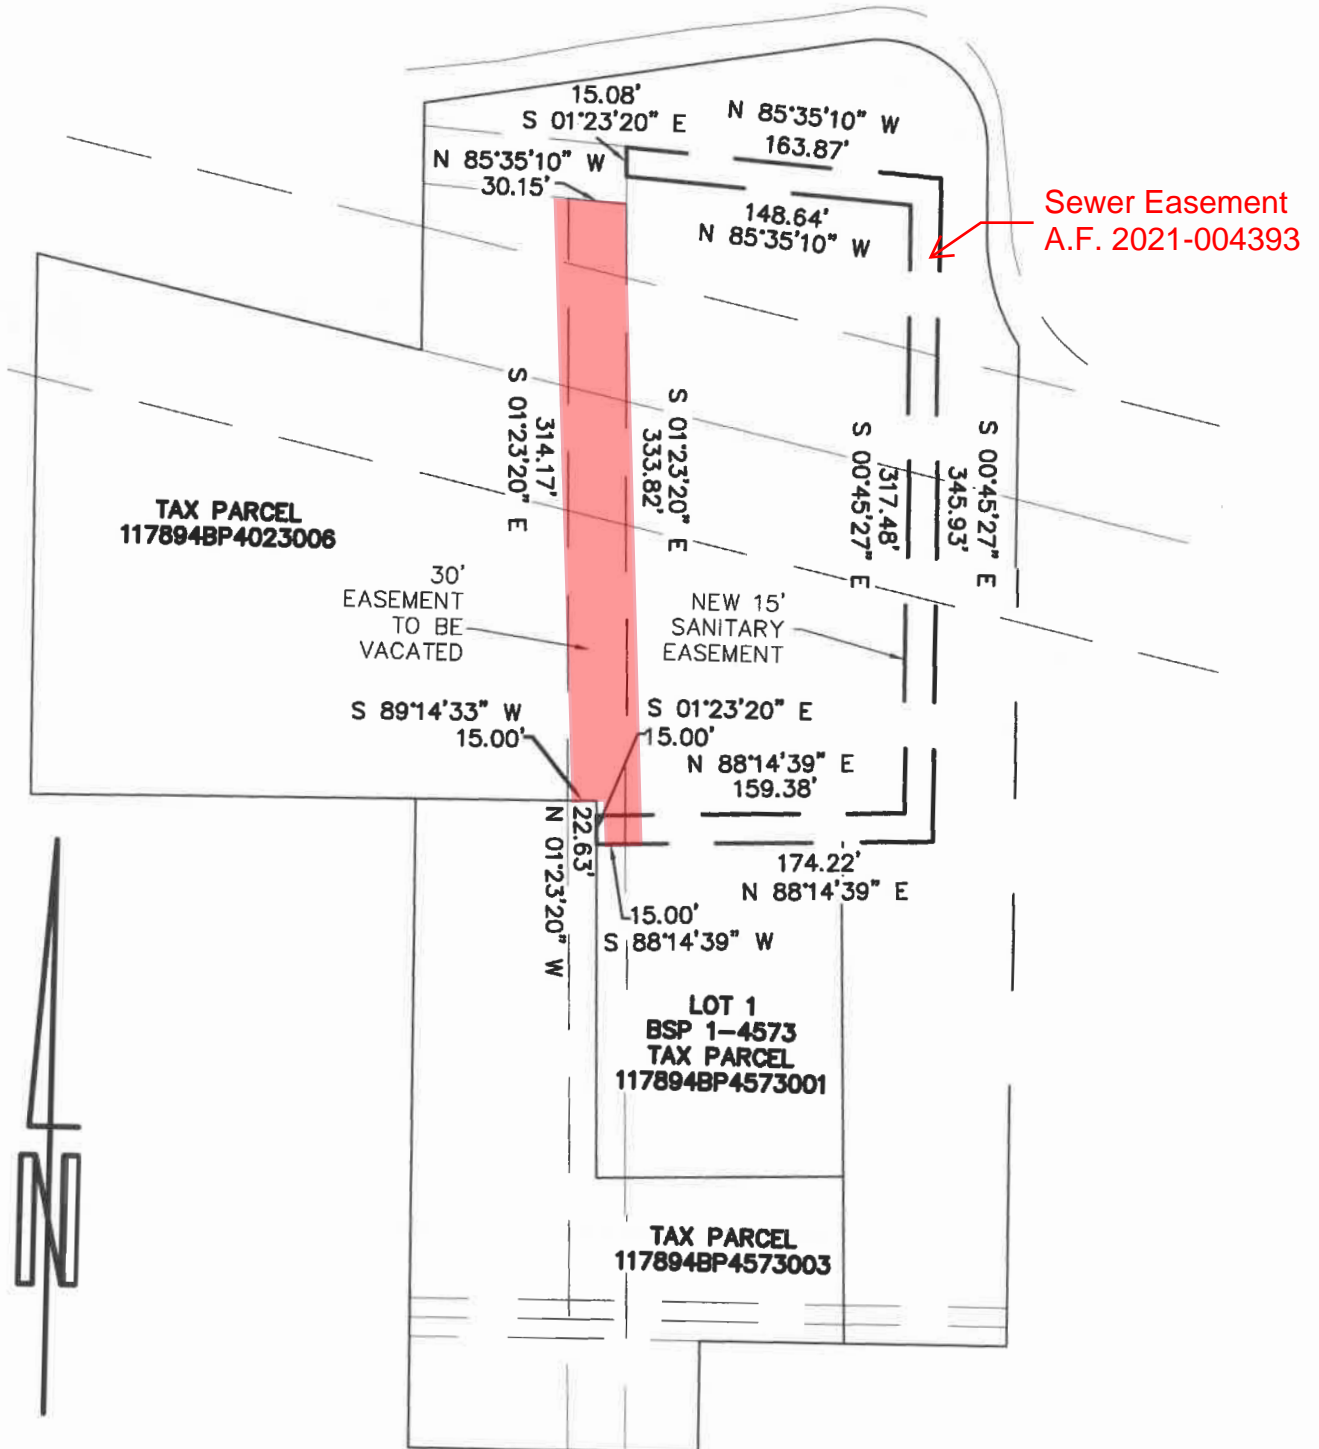 15.08'
S 01°23'20" E
N 85°35'10" W
163.87'
N 85°35'10" W
30.15'
148.64'
N 85°35'10" W
Sewer Easement
A.F. 2021-004393
S 01°23'20" E
314.17'
S 01°23'20" E
333.82'
S 00°45'27" E
317.48'
S 00°45'27" E
345.93'
TAX PARCEL
117894BP4023006
30'
EASEMENT
TO BE
VACATED
NEW 15'
SANITARY
EASEMENT
S 89°14'33" W
15.00'
S 01°23'20" E
15.00'
N 88°14'39" E
159.38'
22.63'
N 01°23'20" W
174.22'
N 88°14'39" E
15.00'
S 88°14'39" W
LOT 1
BSP 1-4573
TAX PARCEL
117894BP4573001
N
TAX PARCEL
117894BP4573003